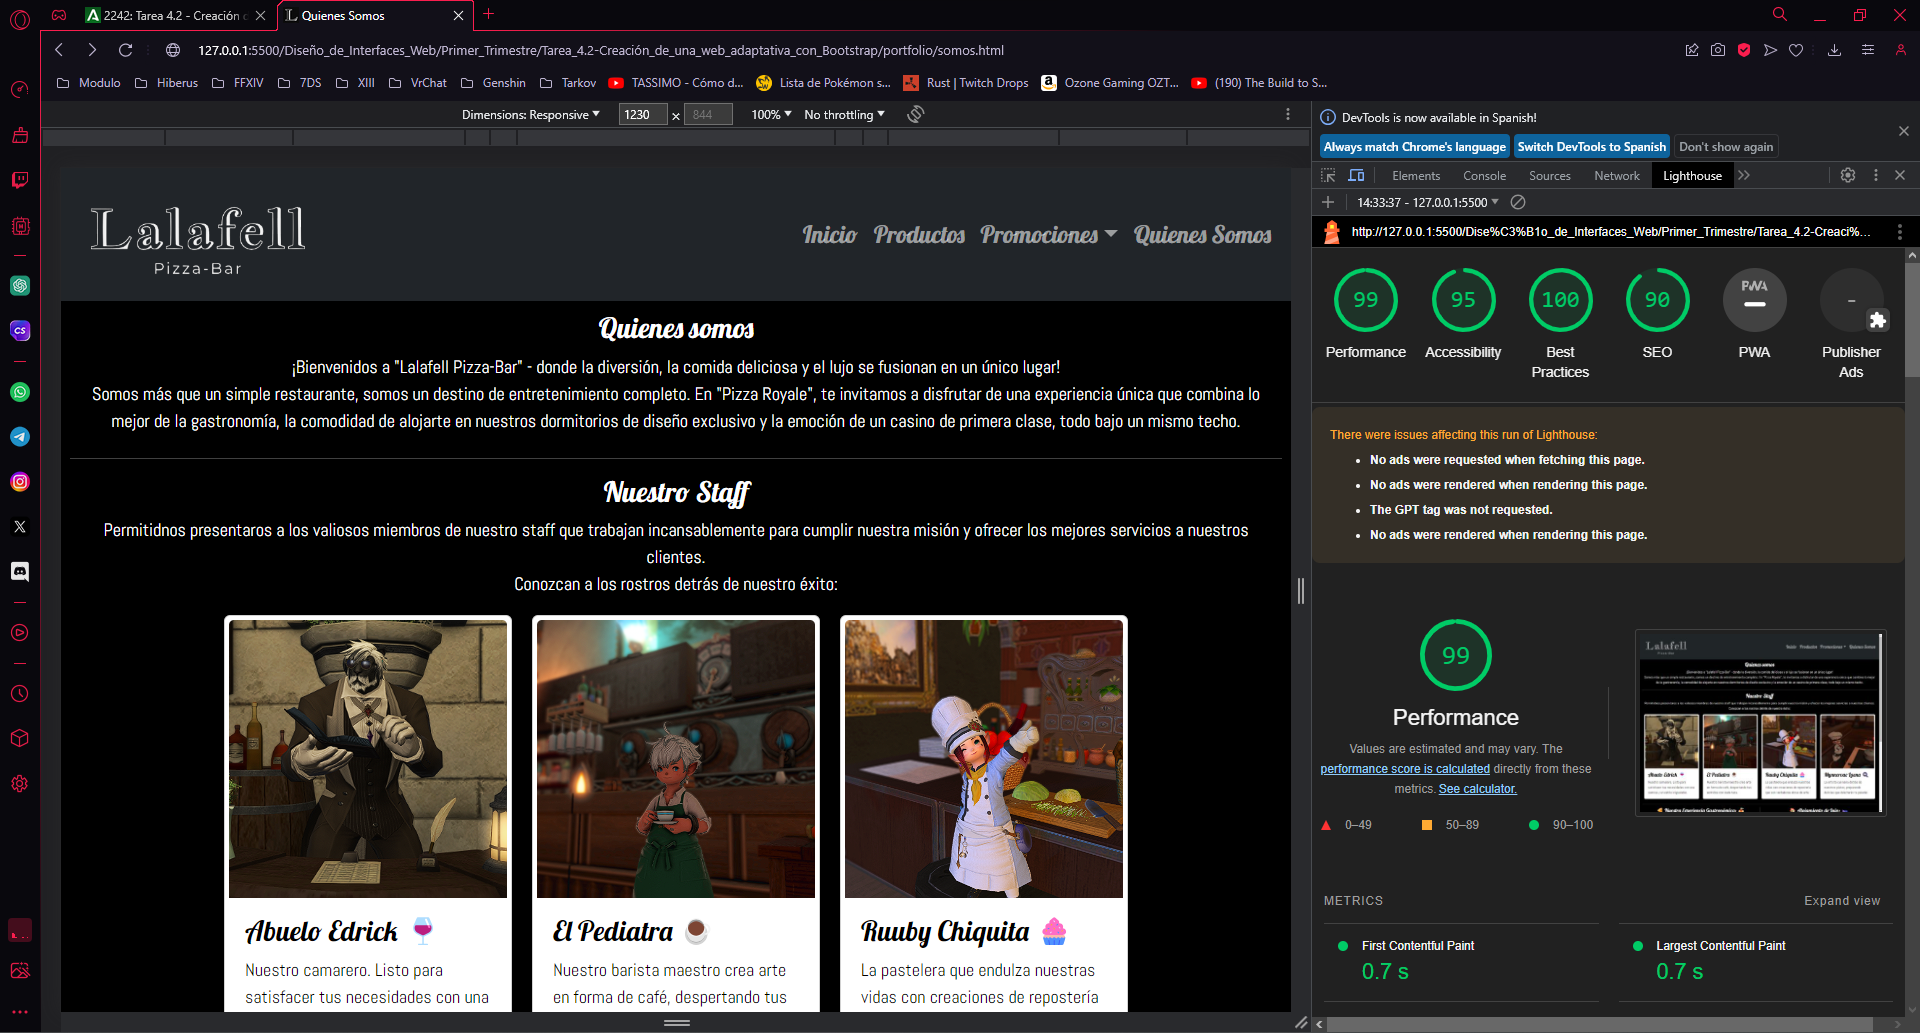 2242: Tarea 4.2 - Creación d
Quienes Somos
127.0.0.1:5500/Diseño_de_Interfaces_Web/Primer_Trimestre/Tarea_4.2-Creación_de_una_web_adaptativa_con_Bootstrap/portfolio/somos.html
Modulo
Hiberus
FFXIV
7DS
XIII
VrChat
Genshin
Tarkov
TASSIMO - Cómo d...
Lista de Pokémon s...
Rust | Twitch Drops
Ozone Gaming OZT...
(190) The Build to S...
Dimensions: Responsive
1230 × 844
100%
No throttling
Lalafell
Pizza-Bar
Inicio
Productos
Promociones
Quienes Somos
Quienes somos
¡Bienvenidos a "Lalafell Pizza-Bar" - donde la diversión, la comida deliciosa y el lujo se fusionan en un único lugar!
Somos más que un simple restaurante, somos un destino de entretenimiento completo. En "Pizza Royale", te invitamos a disfrutar de una experiencia única que combina lo
mejor de la gastronomía, la comodidad de alojarte en nuestros dormitorios de diseño exclusivo y la emoción de un casino de primera clase, todo bajo un mismo techo.
Nuestro Staff
Permitidnos presentaros a los valiosos miembros de nuestro staff que trabajan incansablemente para cumplir nuestra misión y ofrecer los mejores servicios a nuestros
clientes.
Conozcan a los rostros detrás de nuestro éxito:
Abuelo Edrick 🍷
Nuestro camarero. Listo para
satisfacer tus necesidades con una
El Pediatra ☕
Nuestro barista maestro crea arte
en forma de café, despertando tus
Ruuby Chiquita 🧁
La pastelera que endulza nuestras
vidas con creaciones de repostería
DevTools is now available in Spanish!
Always match Chrome's language
Switch DevTools to Spanish
Don't show again
Elements
Console
Sources
Network
Lighthouse
14:33:37 - 127.0.0.1:5500
http://127.0.0.1:5500/Dise%C3%B1o_de_Interfaces_Web/Primer_Trimestre/Tarea_4.2-Creaci%...
99
Performance
95
Accessibility
100
Best
Practices
90
SEO
PWA
PWA
-
Publisher
Ads
There were issues affecting this run of Lighthouse:
No ads were requested when fetching this page.
No ads were rendered when rendering this page.
The GPT tag was not requested.
No ads were rendered when rendering this page.
99
Performance
Values are estimated and may vary. The
performance score is calculated directly from these
metrics. See calculator.
0–49
50–89
90–100
METRICS
Expand view
First Contentful Paint
0.7 s
Largest Contentful Paint
0.7 s